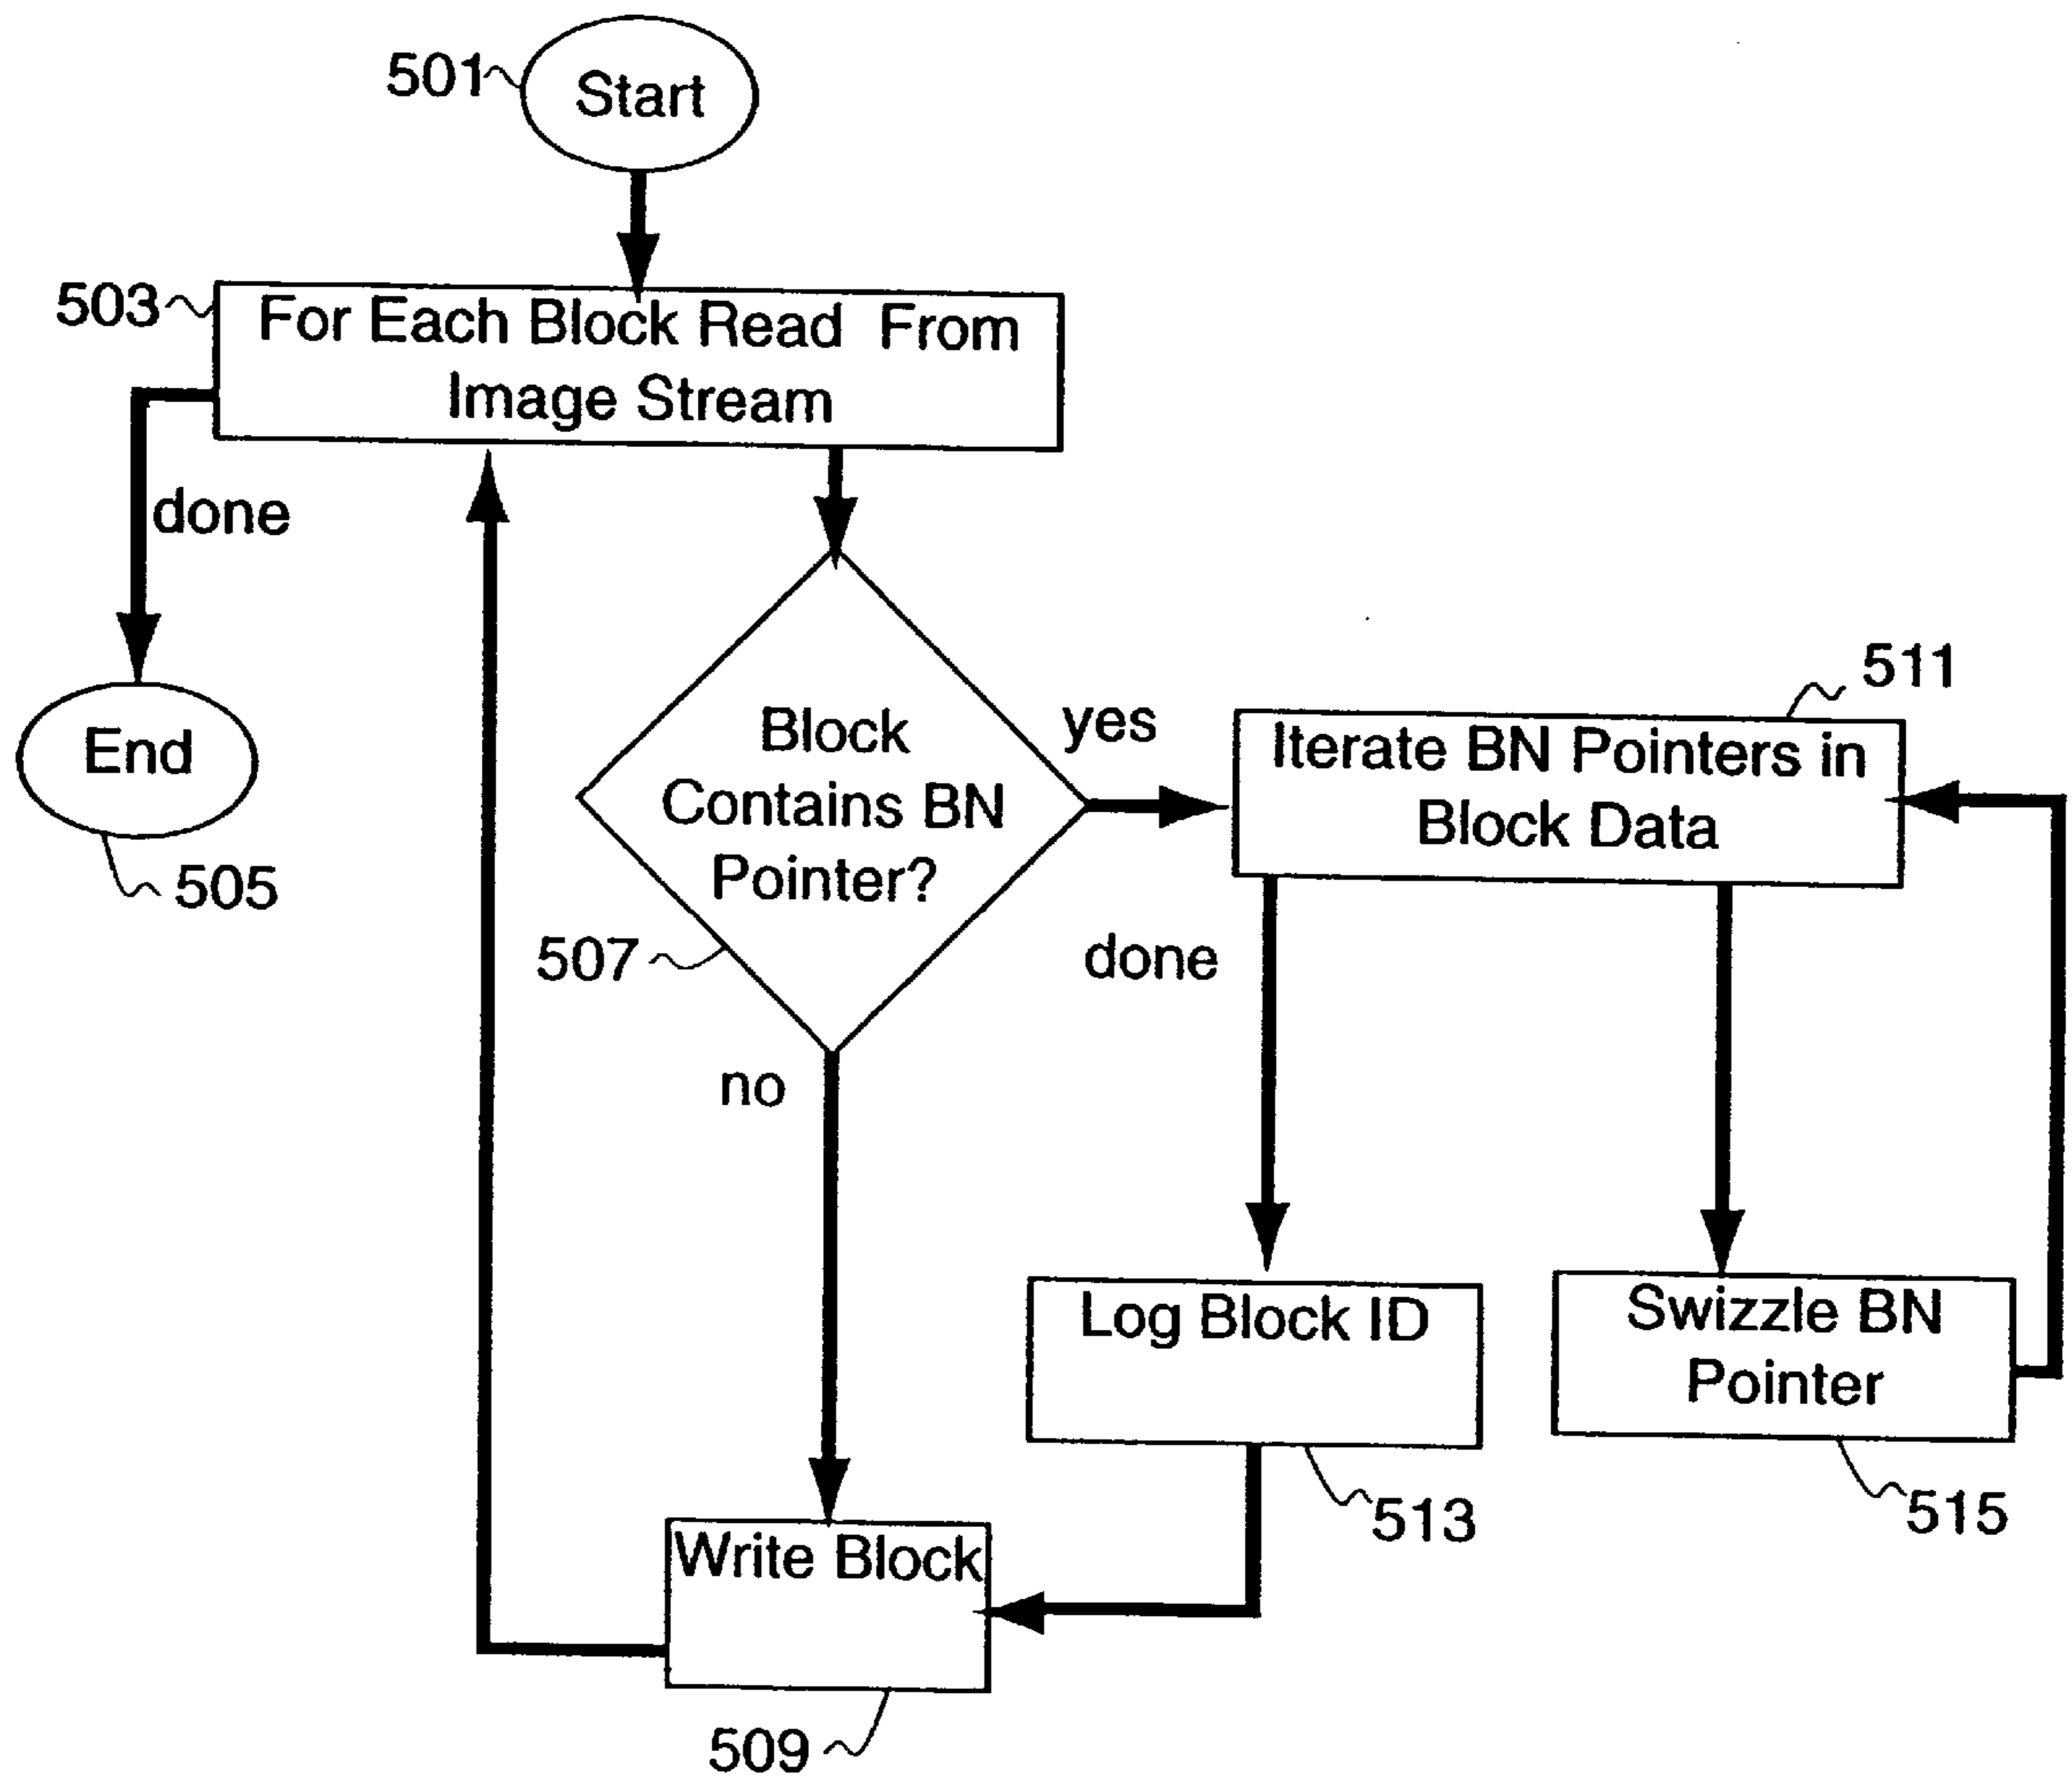 501
Start
503
For Each Block Read From
Image Stream
done
End
505
Block
Contains BN
Pointer?
507
yes
no
511
Iterate BN Pointers in
Block Data
done
Log Block ID
513
Swizzle BN
Pointer
515
Write Block
509